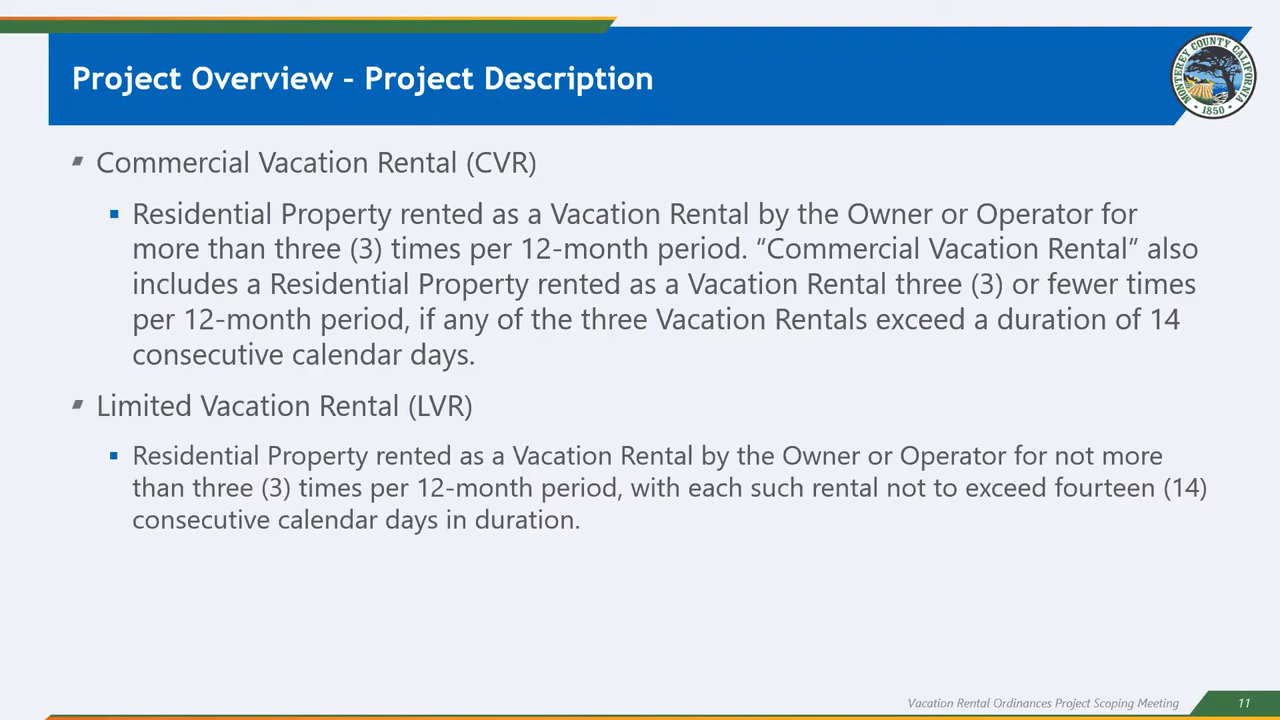 Project Overview – Project Description
MONTEREY COUNTY CALIFORNIA
1850
Commercial Vacation Rental (CVR)
Residential Property rented as a Vacation Rental by the Owner or Operator for
more than three (3) times per 12-month period. “Commercial Vacation Rental” also
includes a Residential Property rented as a Vacation Rental three (3) or fewer times
per 12-month period, if any of the three Vacation Rentals exceed a duration of 14
consecutive calendar days.
Limited Vacation Rental (LVR)
Residential Property rented as a Vacation Rental by the Owner or Operator for not more
than three (3) times per 12-month period, with each such rental not to exceed fourteen (14)
consecutive calendar days in duration.
Vacation Rental Ordinances Project Scoping Meeting
11